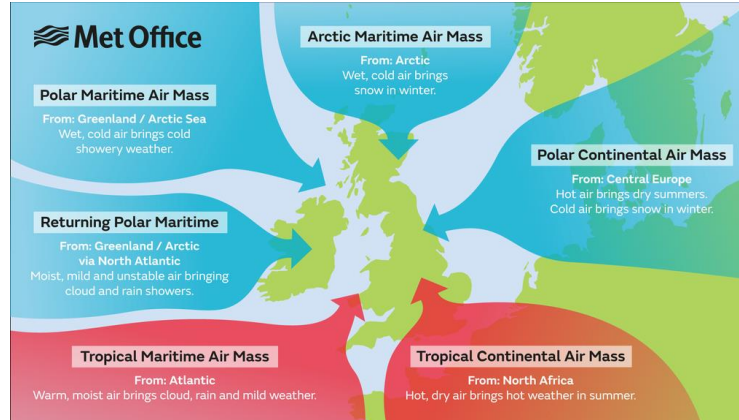 Met Office
Arctic Maritime Air Mass
From: Arctic
Wet, cold air brings
snow in winter.
Polar Maritime Air Mass
From: Greenland / Arctic Sea
Wet, cold air brings cold
showery weather.
Polar Continental Air Mass
From: Central Europe
Hot air brings dry summers.
Cold air brings snow in winter.
Returning Polar Maritime
From: Greenland / Arctic
via North Atlantic
Moist, mild and unstable air bringing
cloud and rain showers.
Tropical Maritime Air Mass
From: Atlantic
Warm, moist air brings cloud, rain and mild weather.
Tropical Continental Air Mass
From: North Africa
Hot, dry air brings hot weather in summer.